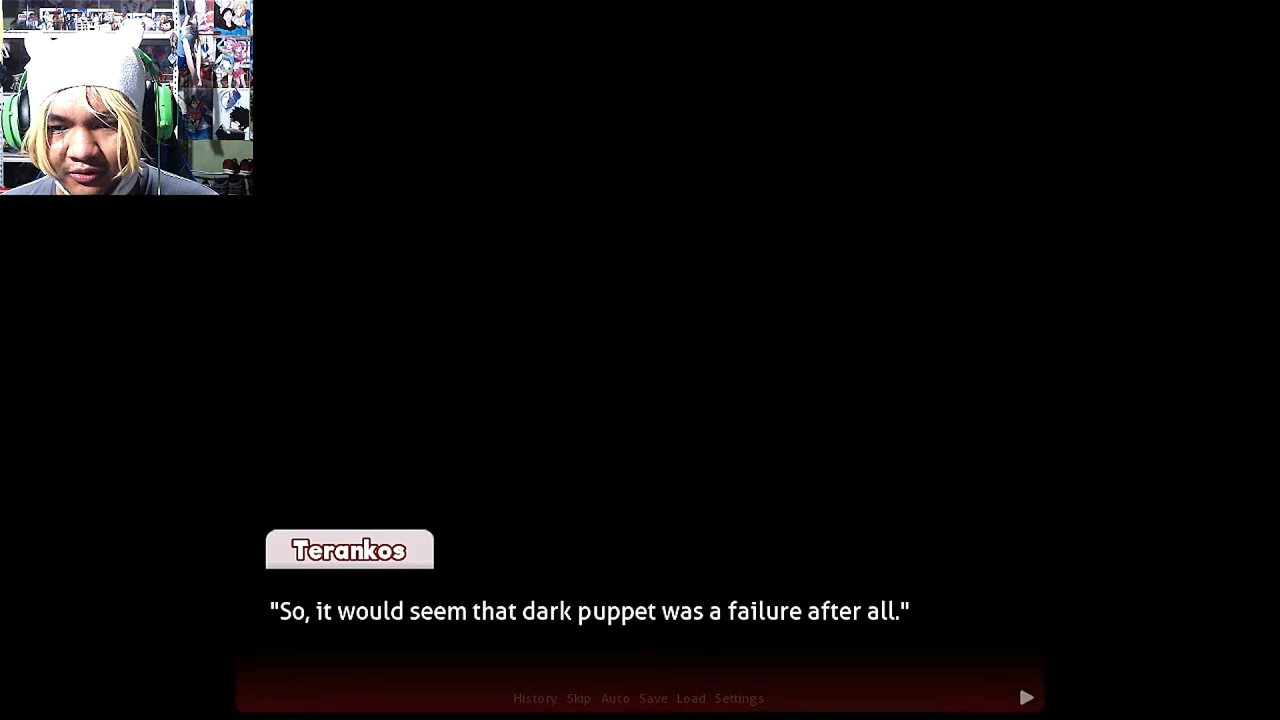 Terankos
"So, it would seem that dark puppet was a failure after all."
History Skip Auto Save Load Settings